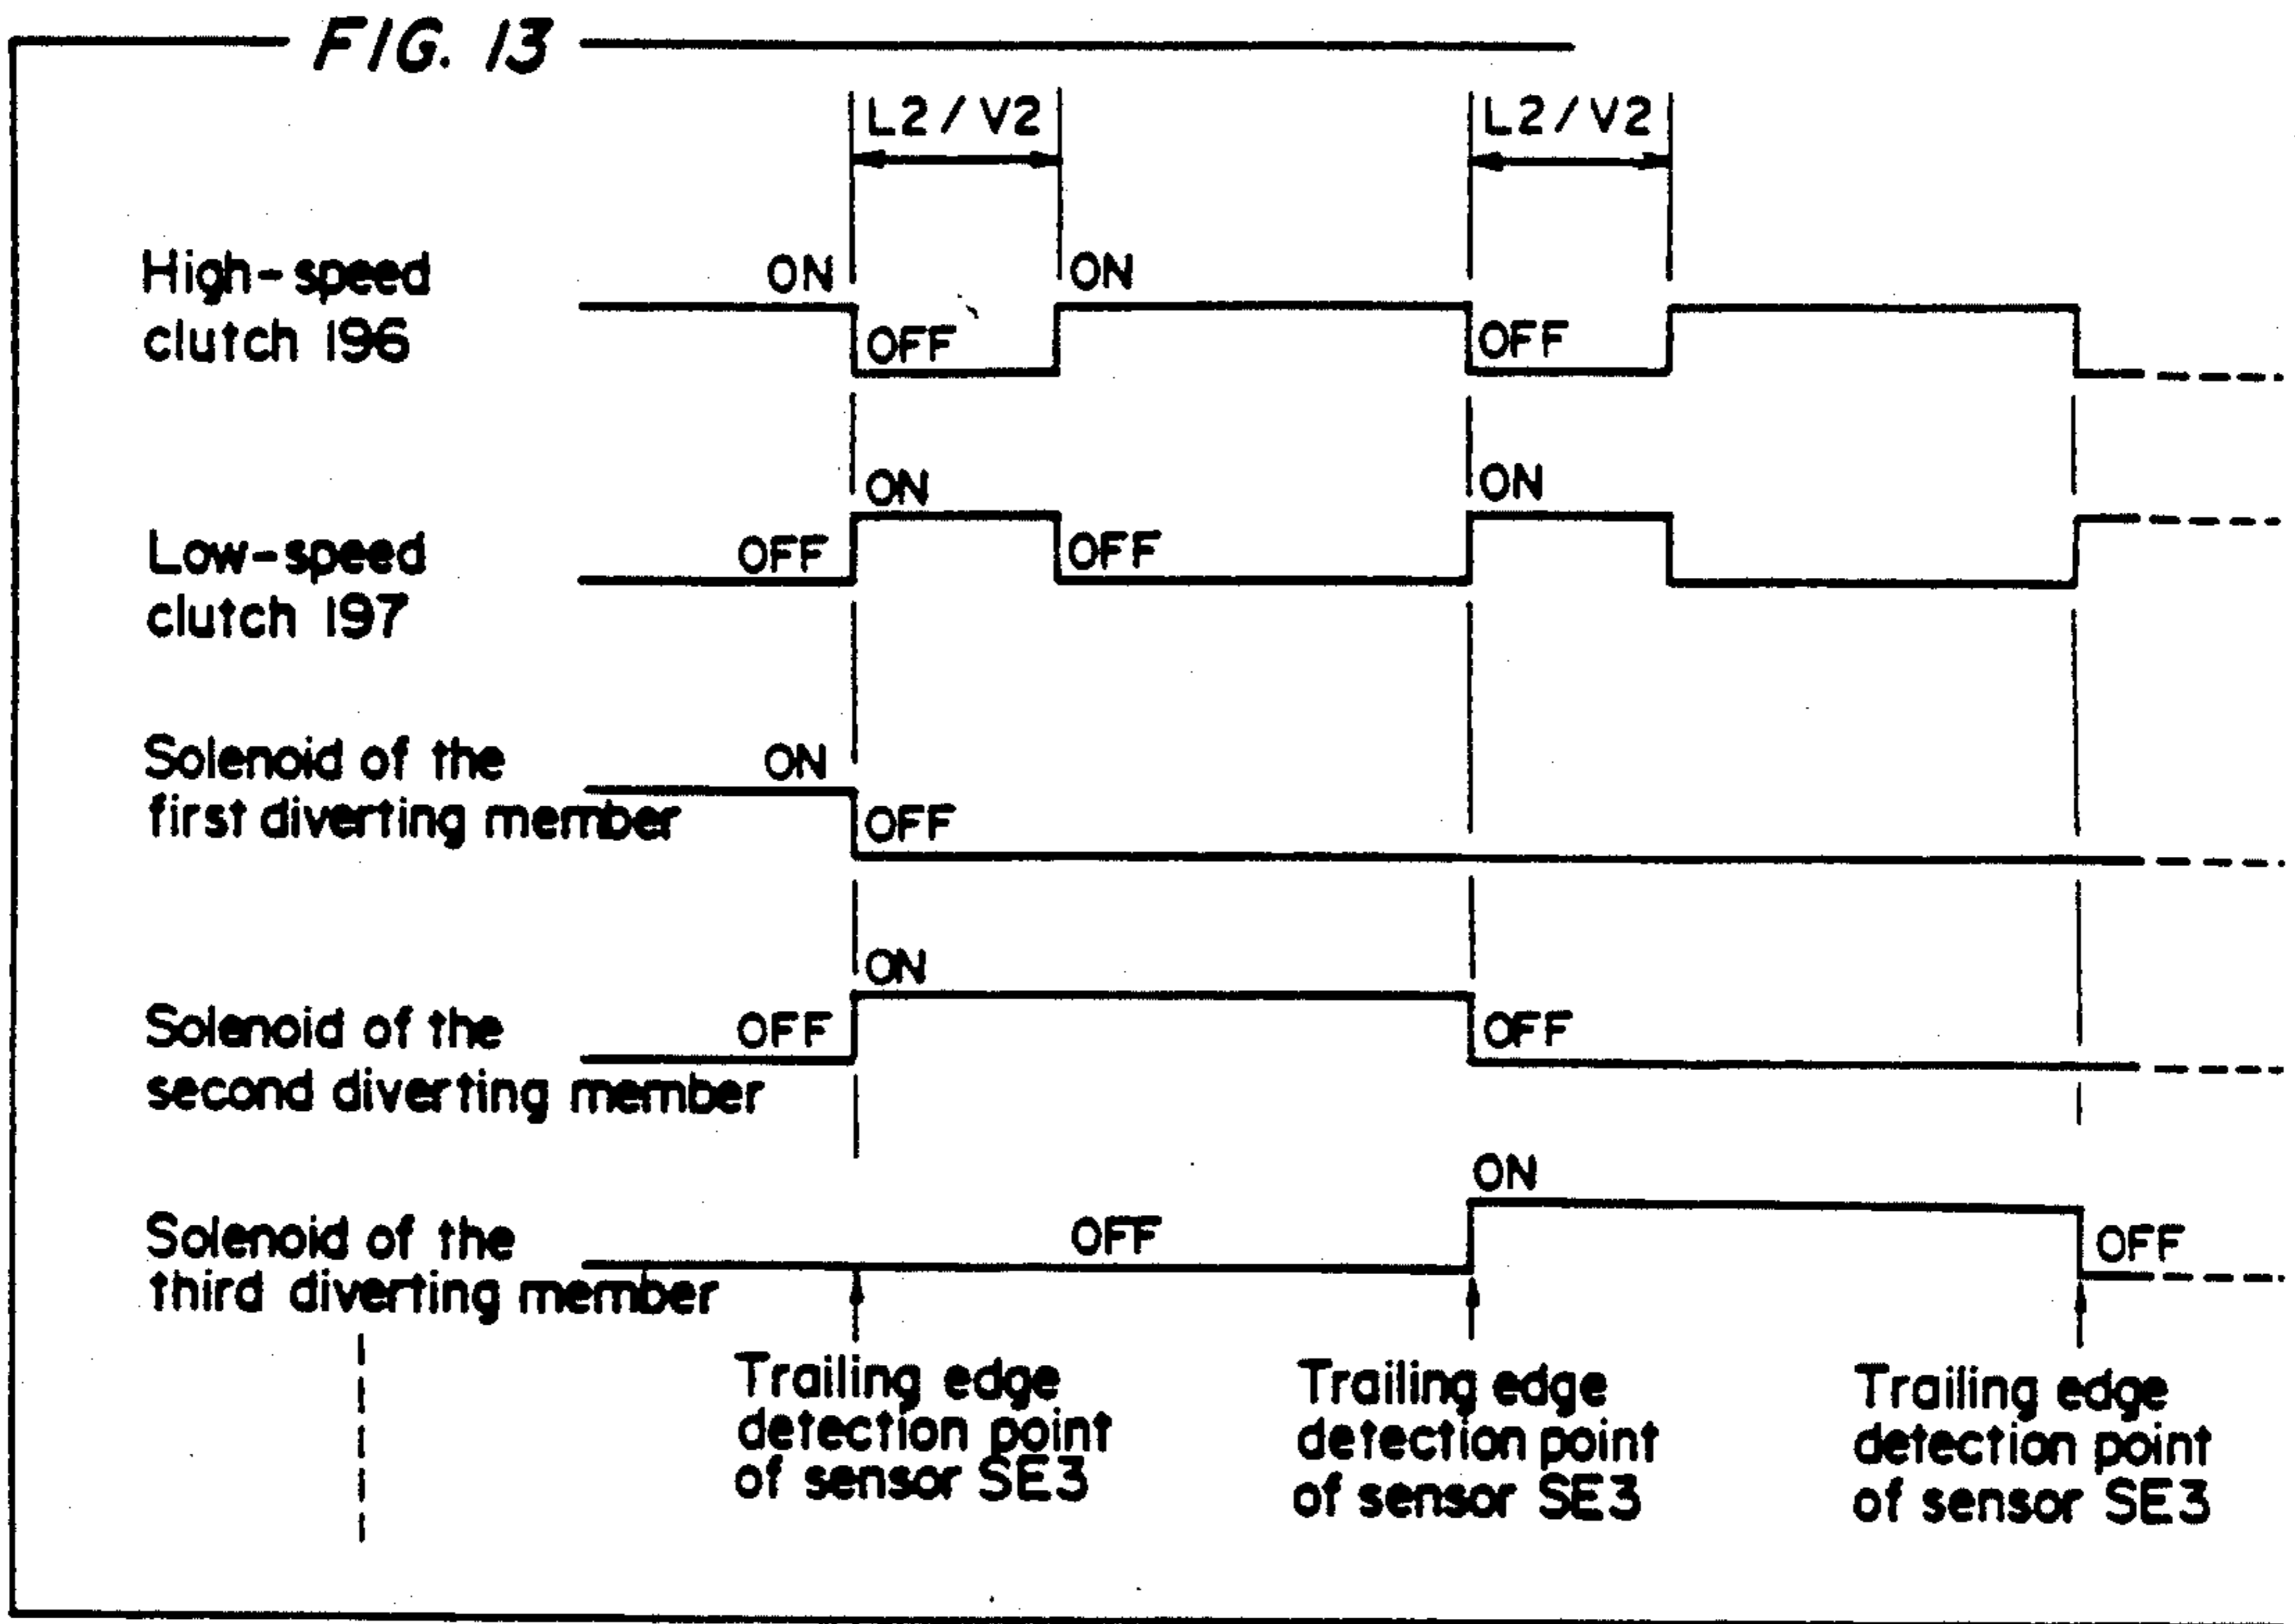 FIG. 13
L2/V2
L2/V2
High-speed
clutch 196
ON
OFF
ON
OFF
Low-speed
clutch 197
OFF
ON
OFF
ON
Solenoid of the
first diverting member
ON
OFF
Solenoid of the
second diverting member
OFF
ON
OFF
Solenoid of the
third diverting member
OFF
ON
OFF
Trailing edge
detection point
of sensor SE3
Trailing edge
detection point
of sensor SE3
Trailing edge
detection point
of sensor SE3